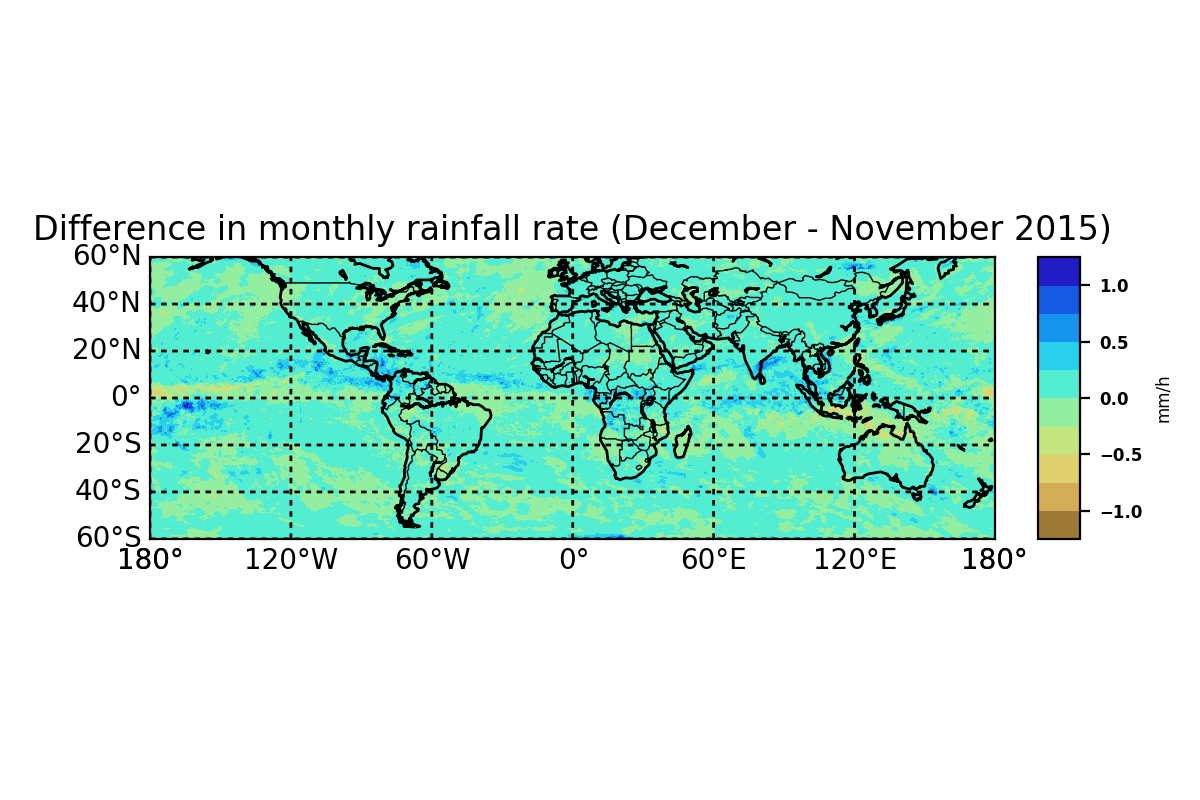 Difference in monthly rainfall rate (December - November 2015)
60°N
40°N
20°N
0°
20°S
40°S
60°S
180°
120°W
60°W
0°
60°E
120°E
180°
1.0
0.5
0.0
−0.5
−1.0
mm/h